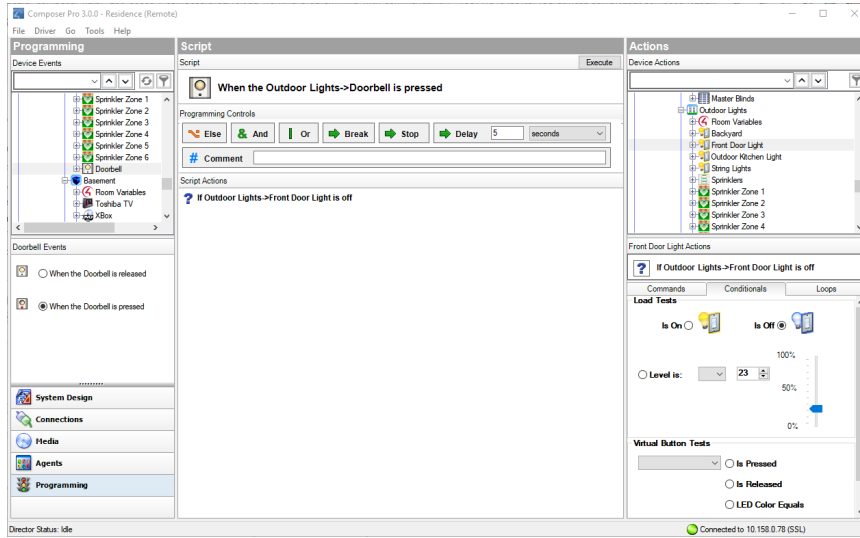 Composer Pro 3.0.0 - Residence (Remote)
File Driver Go Tools Help
Programming
Device Events
Sprinkler Zone 1
Sprinkler Zone 2
Sprinkler Zone 3
Sprinkler Zone 4
Sprinkler Zone 5
Sprinkler Zone 6
Doorbell
Basement
Room Variables
Toshiba TV
XBox
Doorbell Events
When the Doorbell is released
When the Doorbell is pressed
System Design
Connections
Media
Agents
Programming
Script
Script
Execute
When the Outdoor Lights->Doorbell is pressed
Programming Controls
Else
& And
Or
Break
Stop
Delay
5
seconds
# Comment
Script Actions
? If Outdoor Lights->Front Door Light is off
Actions
Device Actions
Master Blinds
Outdoor Lights
Room Variables
Backyard
Front Door Light
Outdoor Kitchen Light
String Lights
Sprinklers
Sprinkler Zone 1
Sprinkler Zone 2
Sprinkler Zone 3
Sprinkler Zone 4
Front Door Light Actions
? If Outdoor Lights->Front Door Light is off
Commands Conditionals Loops
Load Tests
Is On Is Off
100%
Level is: 23
50%
0%
Virtual Button Tests
Is Pressed
Is Released
LED Color Equals
Director Status: Idle
Connected to 10.158.0.78 (SSL)